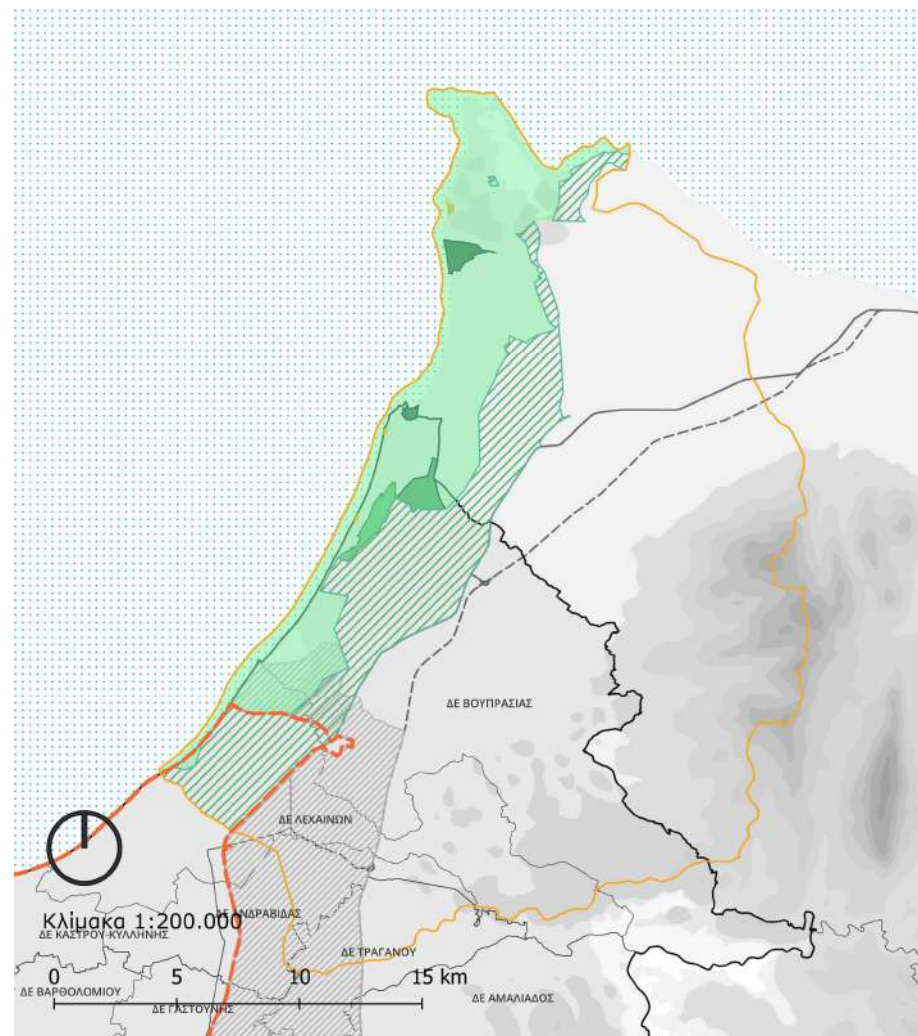 ΔΕ ΒΟΥΠΡΑΣΙΑΣ
ΔΕ ΛΕΧΑΙΝΩΝ
ΔΕ ΑΝΔΡΑΒΙΔΑΣ
Κλίμακα 1:200.000
ΔΕ ΚΑΣΤΡΟΥ-ΚΥΛΛΗΝΗΣ
ΔΕ ΤΡΑΓΑΝΟΥ
0 5 10 15 km
ΔΕ ΒΑΡΘΟΛΟΜΙΟΥ
ΔΕ ΓΑΣΤΟΥΝΗΣ
ΔΕ ΑΜΑΛΙΑΔΟΣ